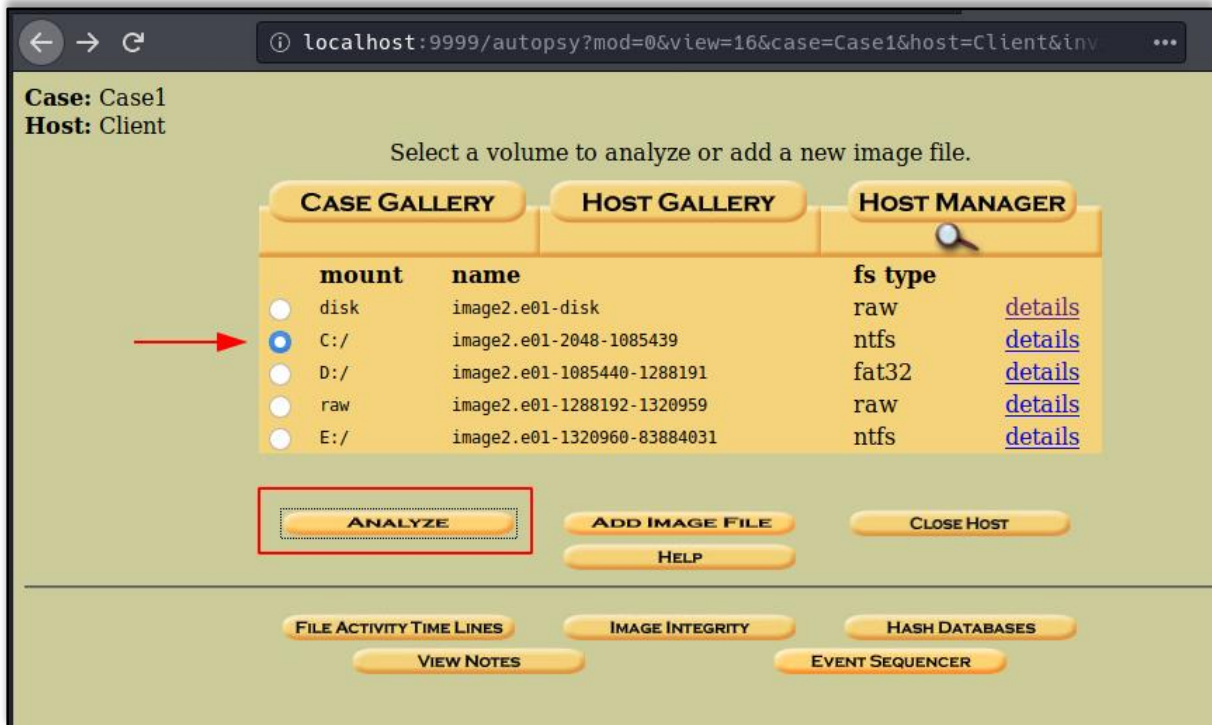 localhost:9999/autopsy?mod=0&view=16&case=Case1&host=Client&inv
Case: Case1
Host: Client
Select a volume to analyze or add a new image file.
CASE GALLERY HOST GALLERY HOST MANAGER
mount name fs type
disk image2.e01-disk raw details
C:/ image2.e01-2048-1085439 ntfs details
D:/ image2.e01-1085440-1288191 fat32 details
raw image2.e01-1288192-1320959 raw details
E:/ image2.e01-1320960-83884031 ntfs details
ANALYZE ADD IMAGE FILE CLOSE HOST
HELP
FILE ACTIVITY TIME LINES IMAGE INTEGRITY HASH DATABASES
VIEW NOTES EVENT SEQUENCER